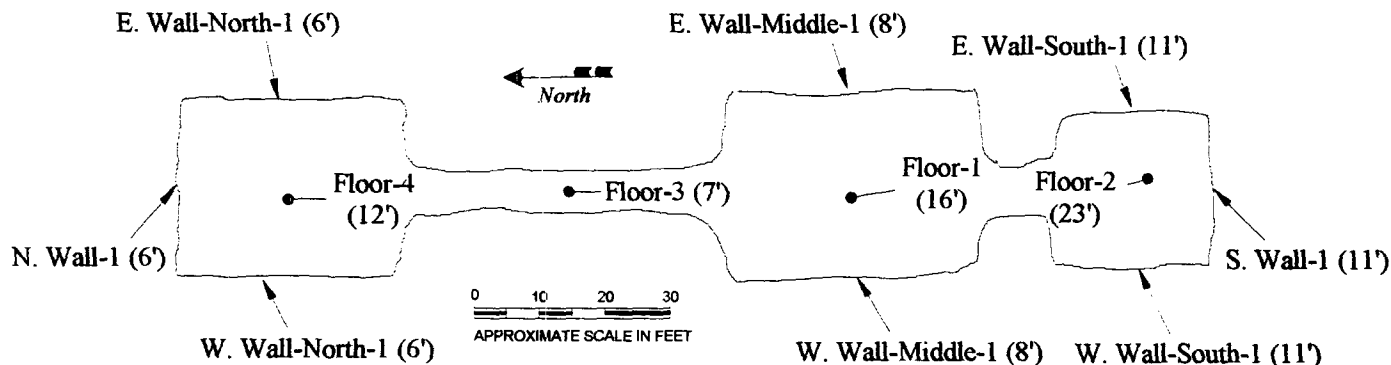 E. Wall-North-1 (6')
E. Wall-Middle-1 (8')
E. Wall-South-1 (11')
North
Floor-4
(12')
Floor-3 (7')
Floor-1
(16')
Floor-2
(23')
N. Wall-1 (6')
S. Wall-1 (11')
0 10 20 30
APPROXIMATE SCALE IN FEET
W. Wall-North-1 (6')
W. Wall-Middle-1 (8')
W. Wall-South-1 (11')